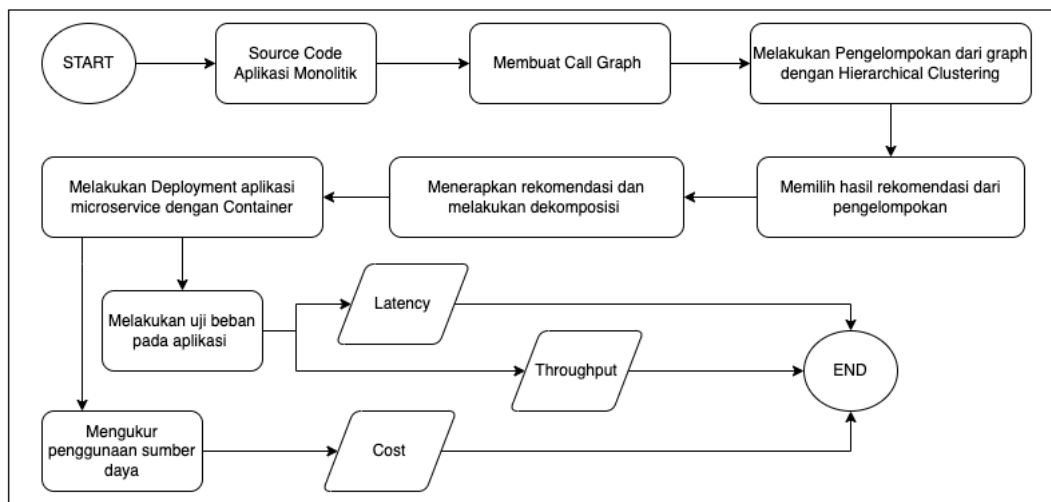 START
Source Code
Aplikasi Monolitik
Membuat Call Graph
Melakukan Pengelompokan dari graph
dengan Hierarchical Clustering
Melakukan Deployment aplikasi
microservice dengan Container
Menerapkan rekomendasi dan
melakukan dekomposisi
Memilih hasil rekomendasi dari
pengelompokan
Melakukan uji beban
pada aplikasi
Latency
Throughput
END
Mengukur
penggunaan sumber
daya
Cost